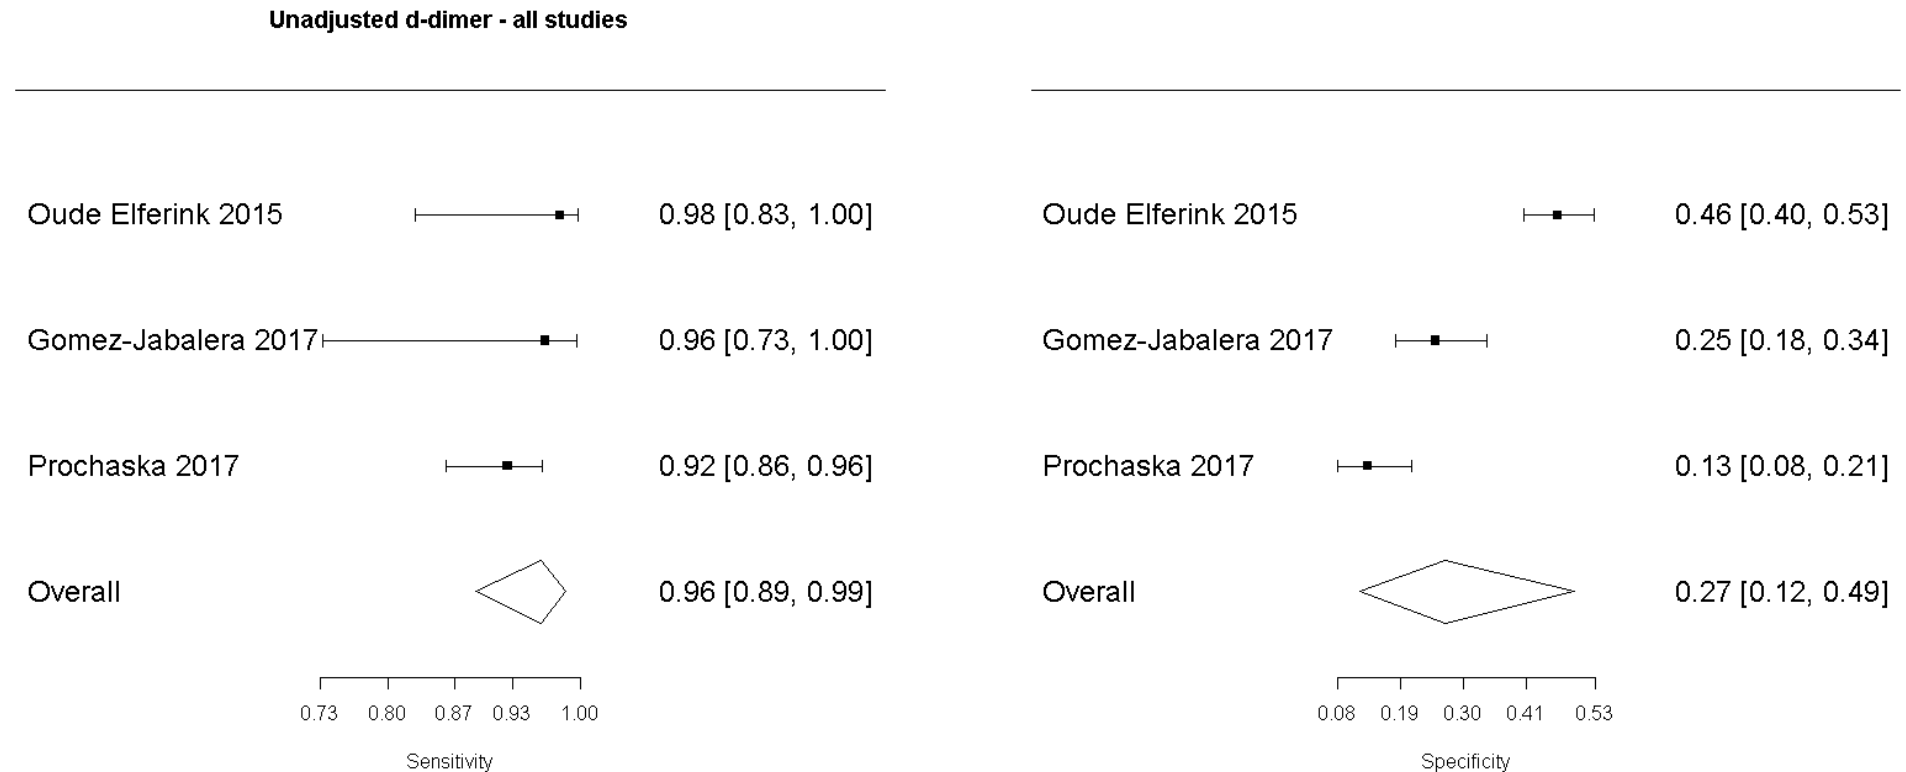 Unadjusted d-dimer - all studies
Oude Elferink 2015 0.98 [0.83, 1.00] Oude Elferink 2015 0.46 [0.40, 0.53]
Gomez-Jabalera 2017 0.96 [0.73, 1.00] Gomez-Jabalera 2017 0.25 [0.18, 0.34]
Prochaska 2017 0.92 [0.86, 0.96] Prochaska 2017 0.13 [0.08, 0.21]
Overall 0.96 [0.89, 0.99] Overall 0.27 [0.12, 0.49]
0.73 0.80 0.87 0.93 1.00 0.08 0.19 0.30 0.41 0.53
Sensitivity Specificity